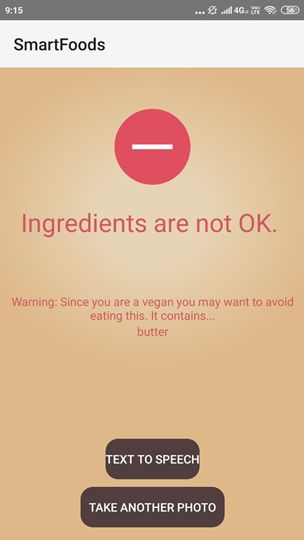 9:15
... 4G VoLTE 56
SmartFoods
Ingredients are not OK.
Warning: Since you are a vegan you may want to avoid
eating this. It contains...
butter
TEXT TO SPEECH
TAKE ANOTHER PHOTO